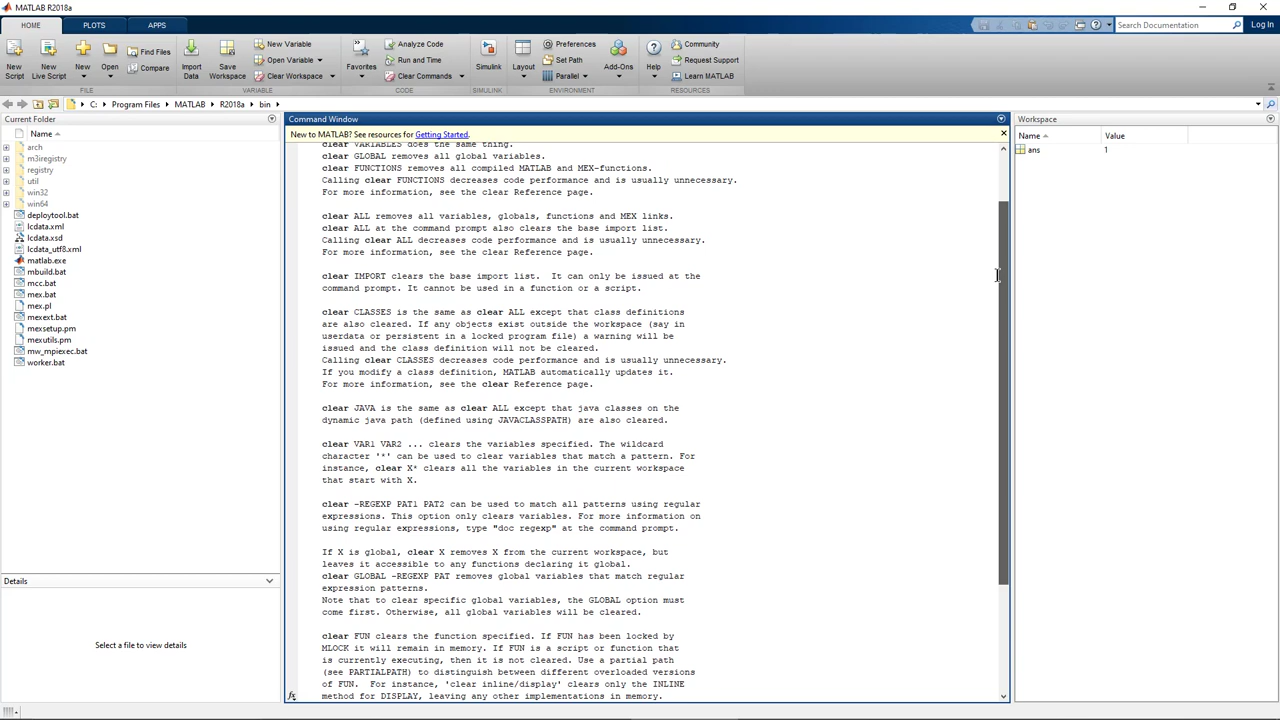 MATLAB R2018a
HOME PLOTS APPS
Search Documentation
Log In
New Script
New Live Script
New
Open
Find Files
Compare
FILE
Import Data
Save Workspace
New Variable
Open Variable
Clear Workspace
VARIABLE
Favorites
Analyze Code
Run and Time
Clear Commands
CODE
Simulink
SIMULINK
Layout
Preferences
Set Path
Parallel
Add-Ons
ENVIRONMENT
Help
Community
Request Support
Learn MATLAB
RESOURCES
C: Program Files MATLAB R2018a bin
Current Folder
Name
arch
m3iregistry
registry
util
win32
win64
deploytool.bat
lcdata.xml
lcdata.xsd
lcdata_utf8.xml
matlab.exe
mbuild.bat
mcc.bat
mex.bat
mex.pl
mexext.bat
mexsetup.pm
mexutils.pm
mw_mpiexec.bat
worker.bat
Details
Select a file to view details
Command Window
New to MATLAB? See resources for Getting Started.
clear VARIABLES does the same thing.
clear GLOBAL removes all global variables.
clear FUNCTIONS removes all compiled MATLAB and MEX-functions.
Calling clear FUNCTIONS decreases code performance and is usually unnecessary.
For more information, see the clear Reference page.
clear ALL removes all variables, globals, functions and MEX links.
clear ALL at the command prompt also clears the base import list.
Calling clear ALL decreases code performance and is usually unnecessary.
For more information, see the clear Reference page.
clear IMPORT clears the base import list.  It can only be issued at the
command prompt. It cannot be used in a function or a script.
clear CLASSES is the same as clear ALL except that class definitions
are also cleared. If any objects exist outside the workspace (say in
userdata or persistent in a locked program file) a warning will be
issued and the class definition will not be cleared.
Calling clear CLASSES decreases code performance and is usually unnecessary.
If you modify a class definition, MATLAB automatically updates it.
For more information, see the clear Reference page.
clear JAVA is the same as clear ALL except that java classes on the
dynamic java path (defined using JAVACLASSPATH) are also cleared.
clear VAR1 VAR2 ... clears the variables specified. The wildcard
character '*' can be used to clear variables that match a pattern. For
instance, clear X* clears all the variables in the current workspace
that start with X.
clear -REGEXP PAT1 PAT2 can be used to match all patterns using regular
expressions. This option only clears variables. For more information on
using regular expressions, type "doc regexp" at the command prompt.
If X is global, clear X removes X from the current workspace, but
leaves it accessible to any functions declaring it global.
clear GLOBAL -REGEXP PAT removes global variables that match regular
expression patterns.
Note that to clear specific global variables, the GLOBAL option must
come first. Otherwise, all global variables will be cleared.
clear FUN clears the function specified. If FUN has been locked by
MLOCK it will remain in memory. If FUN is a script or function that
is currently executing, then it is not cleared. Use a partial path
(see PARTIALPATH) to distinguish between different overloaded versions
of FUN.  For instance, 'clear inline/display' clears only the INLINE
method for DISPLAY, leaving any other implementations in memory.
fx
Workspace
Name Value
ans 1